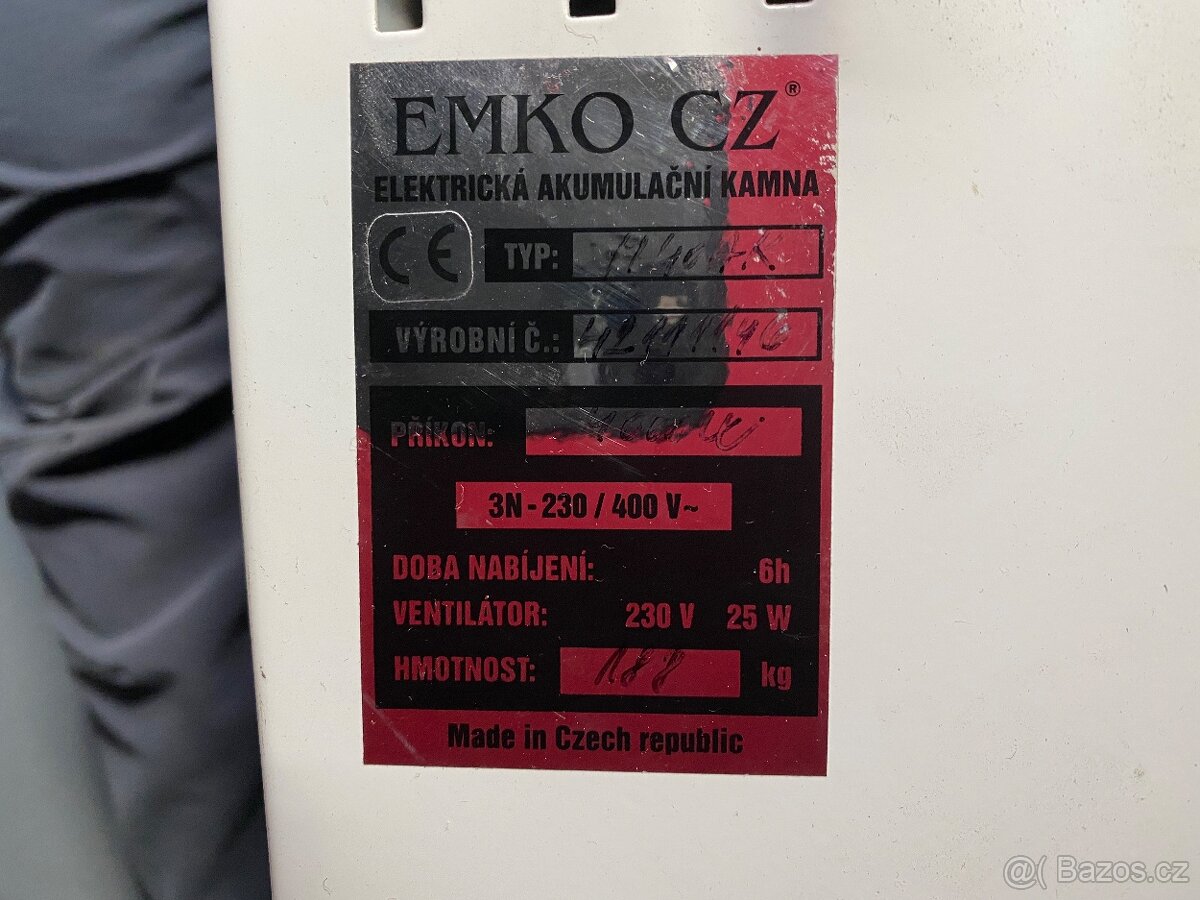 EMKO CZ®
ELEKTRICKÁ AKUMULAČNÍ KAMNA
CE TYP:
VÝROBNÍ Č.:
PŘÍKON:
3N - 230 / 400 V~
DOBA NABÍJENÍ: 6h
VENTILÁTOR: 230 V 25 W
HMOTNOST: 188 kg
Made in Czech republic
@( Bazos.cz